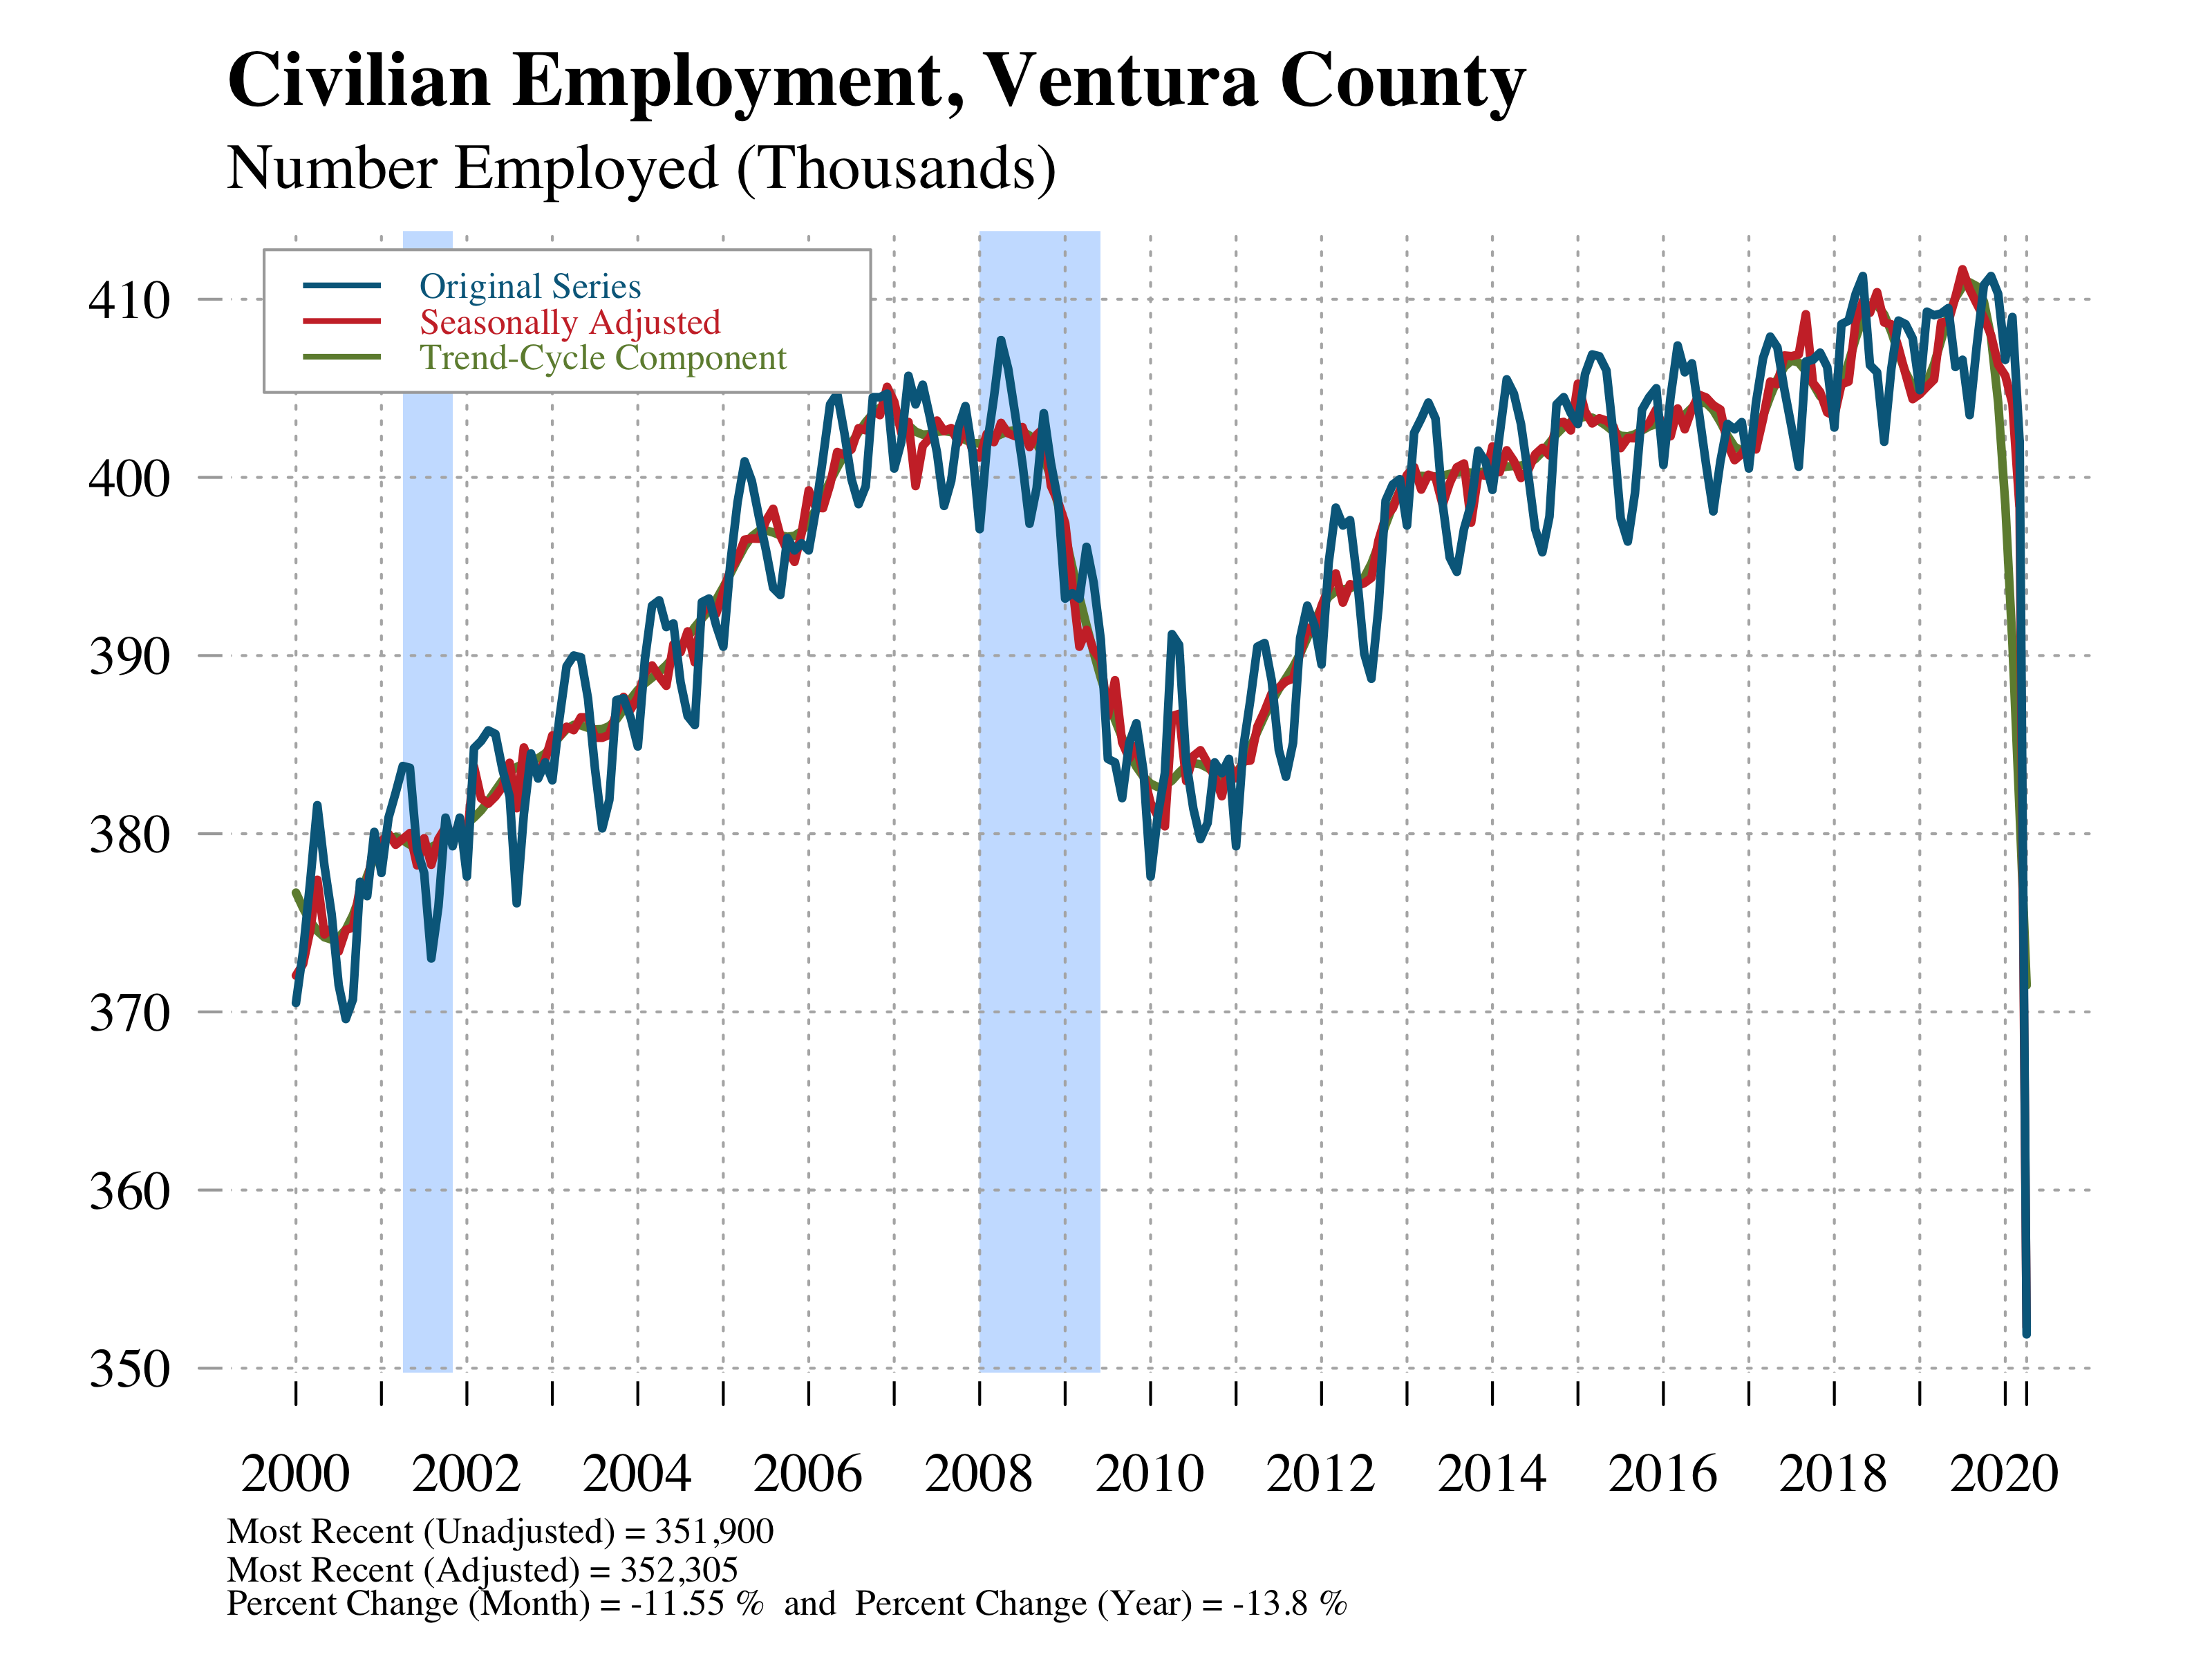 Civilian Employment, Ventura County
Number Employed (Thousands)
Original Series
Seasonally Adjusted
Trend-Cycle Component
410
400
390
380
370
360
350
2000 2002 2004 2006 2008 2010 2012 2014 2016 2018 2020
Most Recent (Unadjusted) = 351,900
Most Recent (Adjusted) = 352,305
Percent Change (Month) = -11.55 % and Percent Change (Year) = -13.8 %